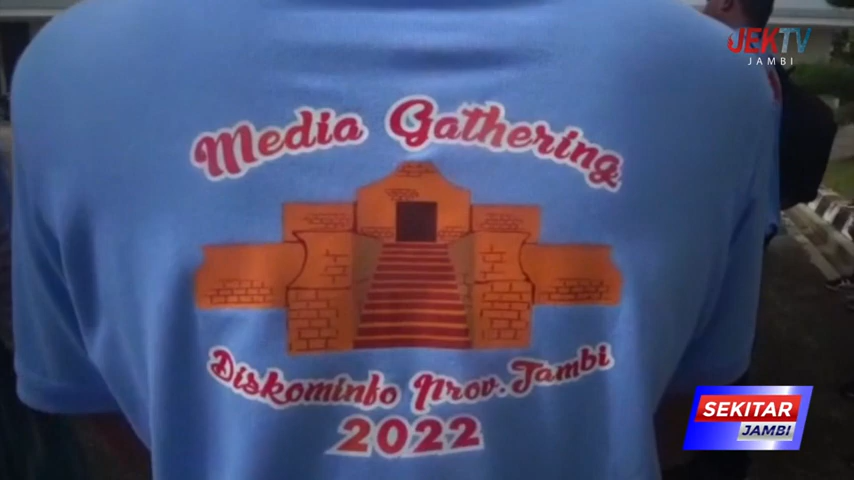 JEKTV
JAMBI
Media Gathering
Diskominfo Prov. Jambi
2022
SEKITAR
JAMBI